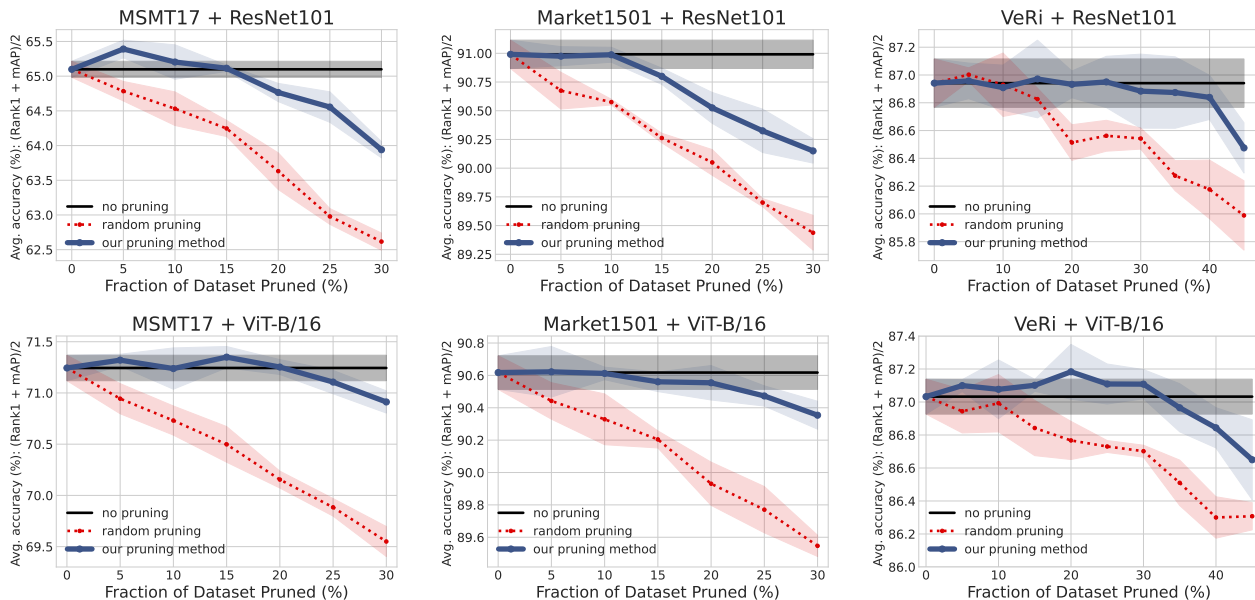 MSMT17 + ResNet101
Avg. accuracy (%): (Rank1 + mAP)/2
65.5
65.0
64.5
64.0
63.5
63.0
62.5
no pruning
random pruning
our pruning method
0 5 10 15 20 25 30
Fraction of Dataset Pruned (%)
Market1501 + ResNet101
Avg. accuracy (%): (Rank1 + mAP)/2
91.00
90.75
90.50
90.25
90.00
89.75
89.50
89.25
no pruning
random pruning
our pruning method
0 5 10 15 20 25 30
Fraction of Dataset Pruned (%)
VeRi + ResNet101
Avg. accuracy (%): (Rank1 + mAP)/2
87.2
87.0
86.8
86.6
86.4
86.2
86.0
85.8
no pruning
random pruning
our pruning method
0 10 20 30 40
Fraction of Dataset Pruned (%)
MSMT17 + ViT-B/16
Avg. accuracy (%): (Rank1 + mAP)/2
71.5
71.0
70.5
70.0
69.5
no pruning
random pruning
our pruning method
0 5 10 15 20 25 30
Fraction of Dataset Pruned (%)
Market1501 + ViT-B/16
Avg. accuracy (%): (Rank1 + mAP)/2
90.8
90.6
90.4
90.2
90.0
89.8
89.6
no pruning
random pruning
our pruning method
0 5 10 15 20 25 30
Fraction of Dataset Pruned (%)
VeRi + ViT-B/16
Avg. accuracy (%): (Rank1 + mAP)/2
87.4
87.2
87.0
86.8
86.6
86.4
86.2
86.0
no pruning
random pruning
our pruning method
0 10 20 30 40
Fraction of Dataset Pruned (%)